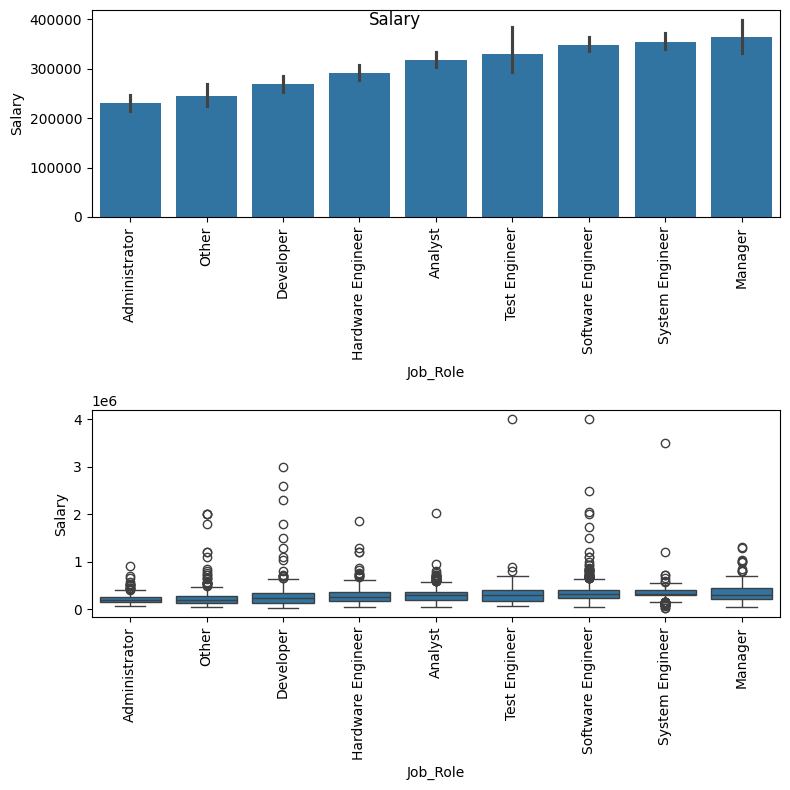 Salary
400000
300000
200000
100000
0
Salary
Administrator
Other
Developer
Hardware Engineer
Analyst
Test Engineer
Software Engineer
System Engineer
Manager
Job_Role
1e6
4
3
2
1
0
Salary
Administrator
Other
Developer
Hardware Engineer
Analyst
Test Engineer
Software Engineer
System Engineer
Manager
Job_Role